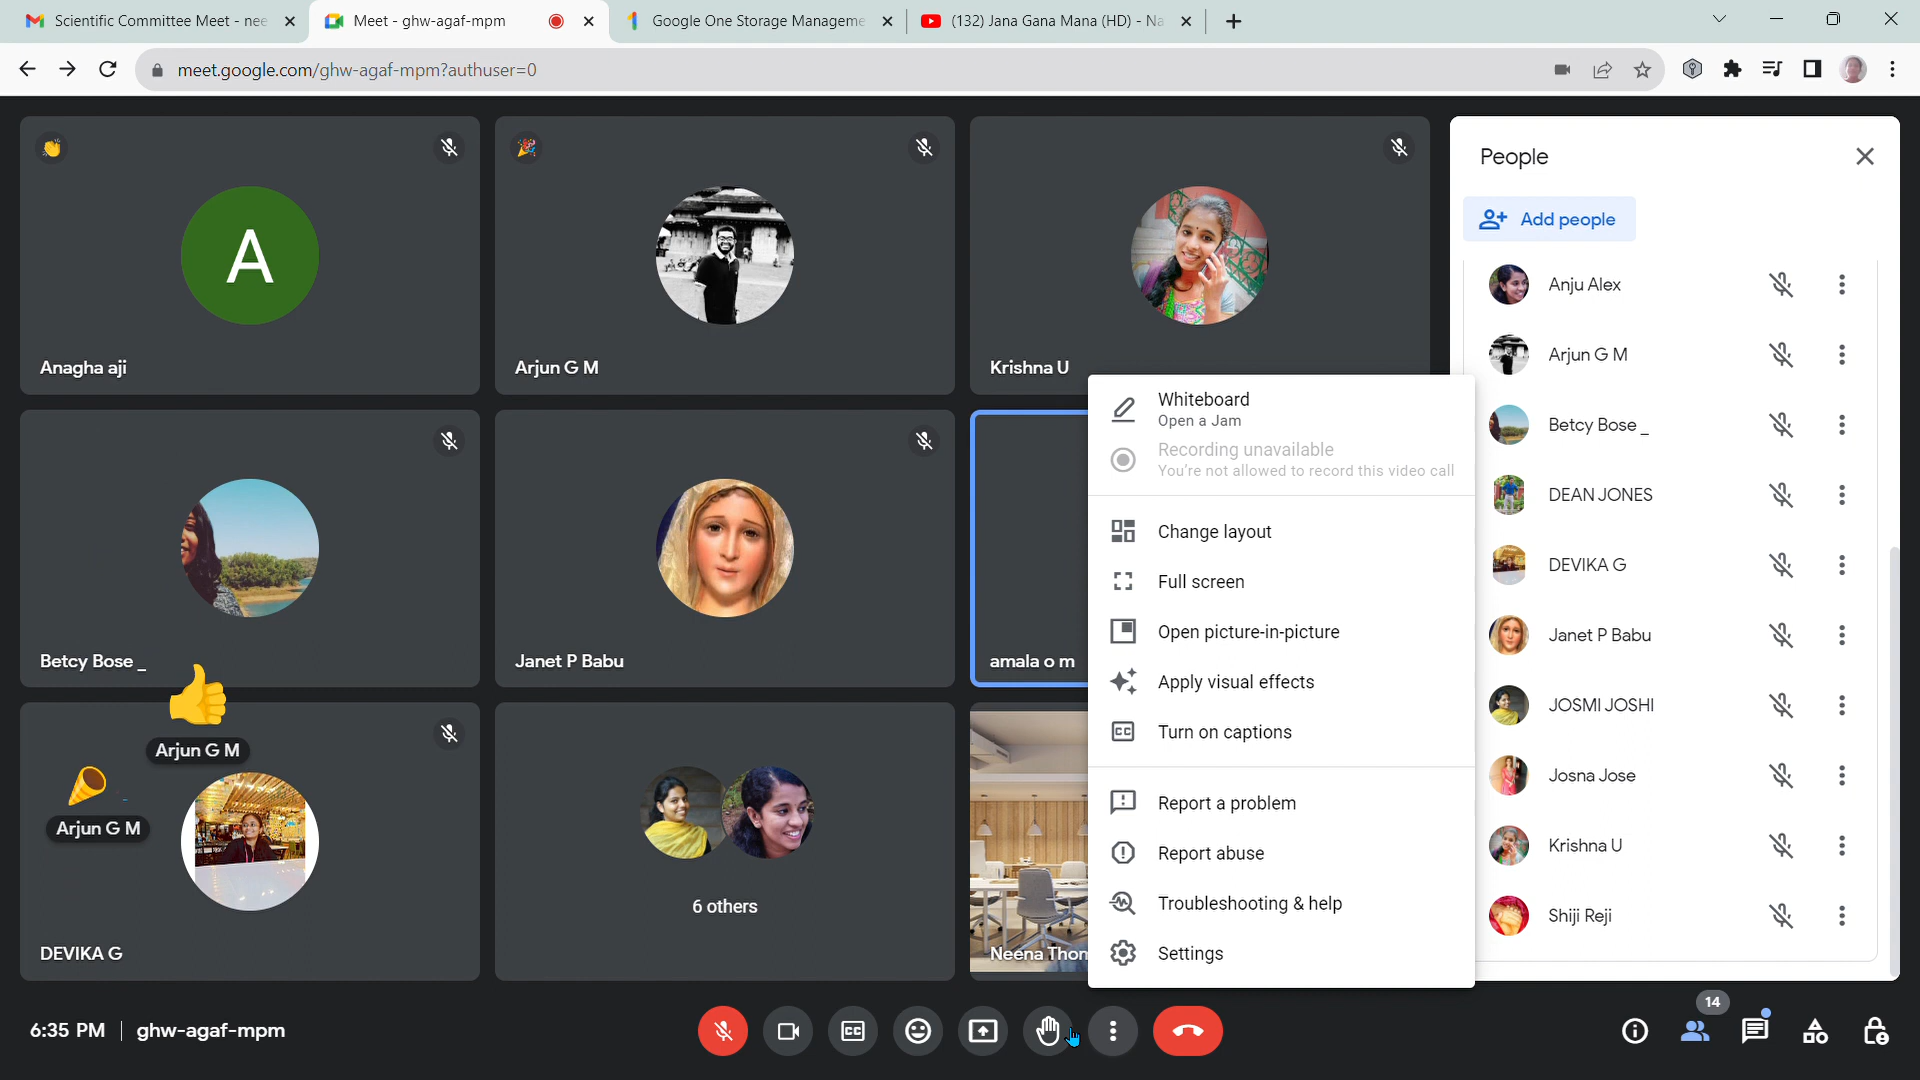 Scientific Committee Meet - nee
Meet - ghw-agaf-mpm
Google One Storage Manageme
(132) Jana Gana Mana (HD) - Na
meet.google.com/ghw-agaf-mpm?authuser=0
A
Anagha aji
Arjun G M
Krishna U
Betcy Bose _
Janet P Babu
amala o m
Arjun G M
Arjun G M
DEVIKA G
6 others
Neena Thom
Whiteboard
Open a Jam
Recording unavailable
You're not allowed to record this video call
Change layout
Full screen
Open picture-in-picture
Apply visual effects
Turn on captions
Report a problem
Report abuse
Troubleshooting & help
Settings
People
Add people
Anju Alex
Arjun G M
Betcy Bose _
DEAN JONES
DEVIKA G
Janet P Babu
JOSMI JOSHI
Josna Jose
Krishna U
Shiji Reji
6:35 PM | ghw-agaf-mpm
14